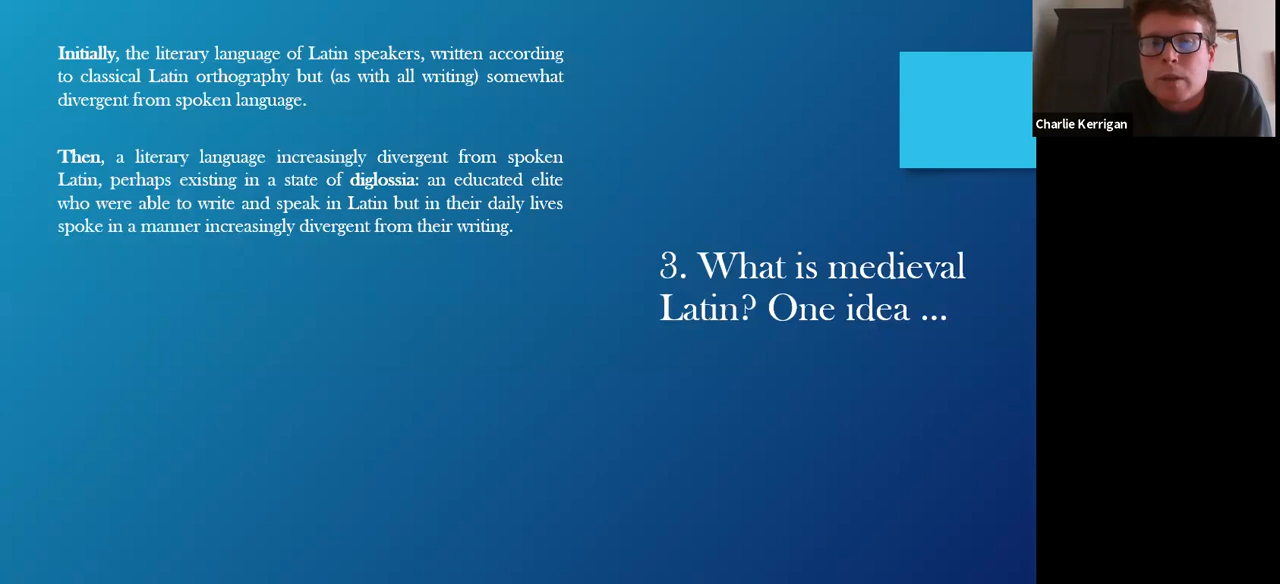 Initially, the literary language of Latin speakers, written according
to classical Latin orthography but (as with all writing) somewhat
divergent from spoken language.
Then, a literary language increasingly divergent from spoken
Latin, perhaps existing in a state of diglossia: an educated elite
who were able to write and speak in Latin but in their daily lives
spoke in a manner increasingly divergent from their writing.
3. What is medieval
Latin? One idea ...
Charlie Kerrigan